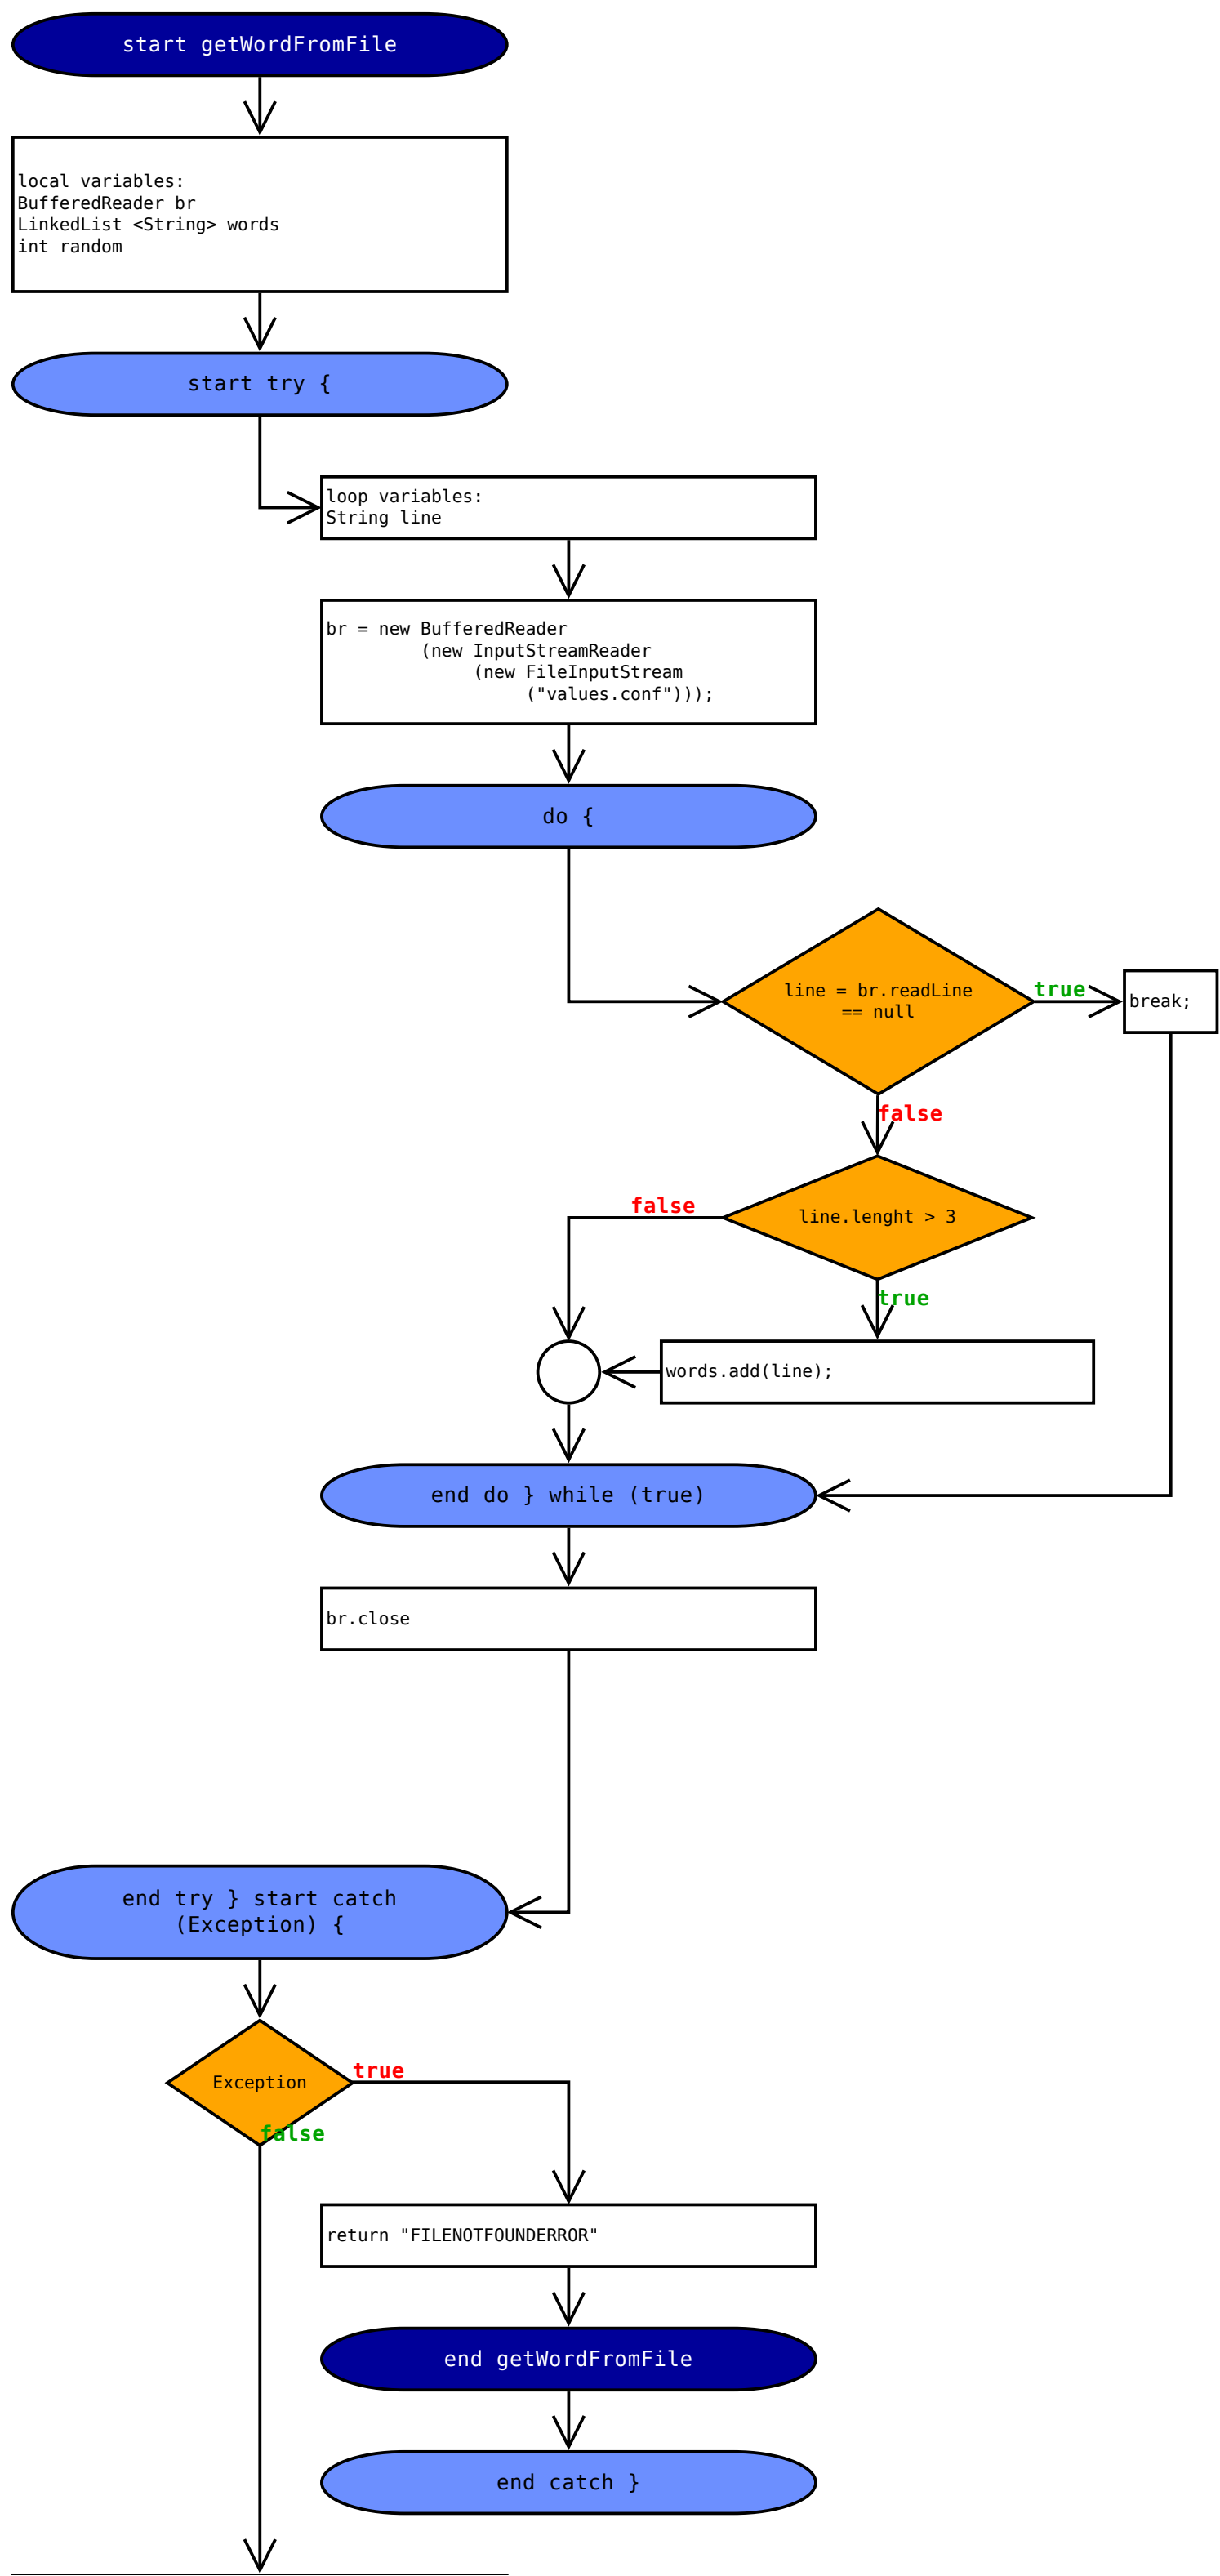 start getWordFromFile
local variables:
BufferedReader br
LinkedList <String> words
int random
start try {
loop variables:
String line
br = new BufferedReader
(new InputStreamReader
(new FileInputStream
("values.conf")));
do {
line = br.readLine
== null
true
break;
false
line.lenght > 3
false
true
words.add(line);
end do } while (true)
br.close
end try } start catch
(Exception) {
Exception
true
false
return "FILENOTFOUNDERROR"
end getWordFromFile
end catch }